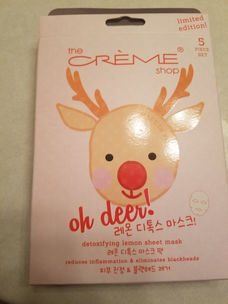 limited
edition!
the
CRÈME®
shop
5
PIECE
SET
oh deer!
레몬 디톡스 마스크!
detoxifying lemon sheet mask
레몬 디톡스 마스크 팩
reduces inflammation & eliminates blackheads
피부 진정 & 블랙헤드 제거